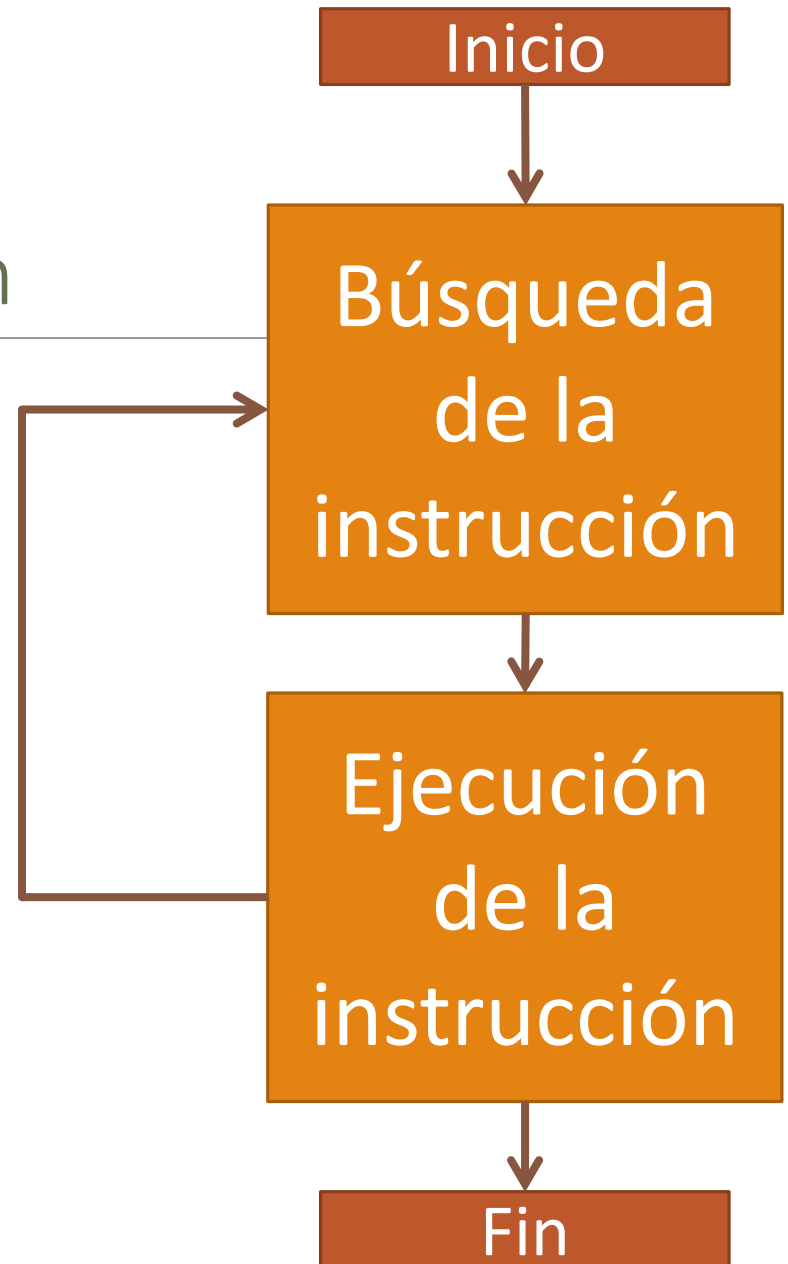 Inicio
Búsqueda
de la
instrucción
Ejecución
de la
instrucción
Fin